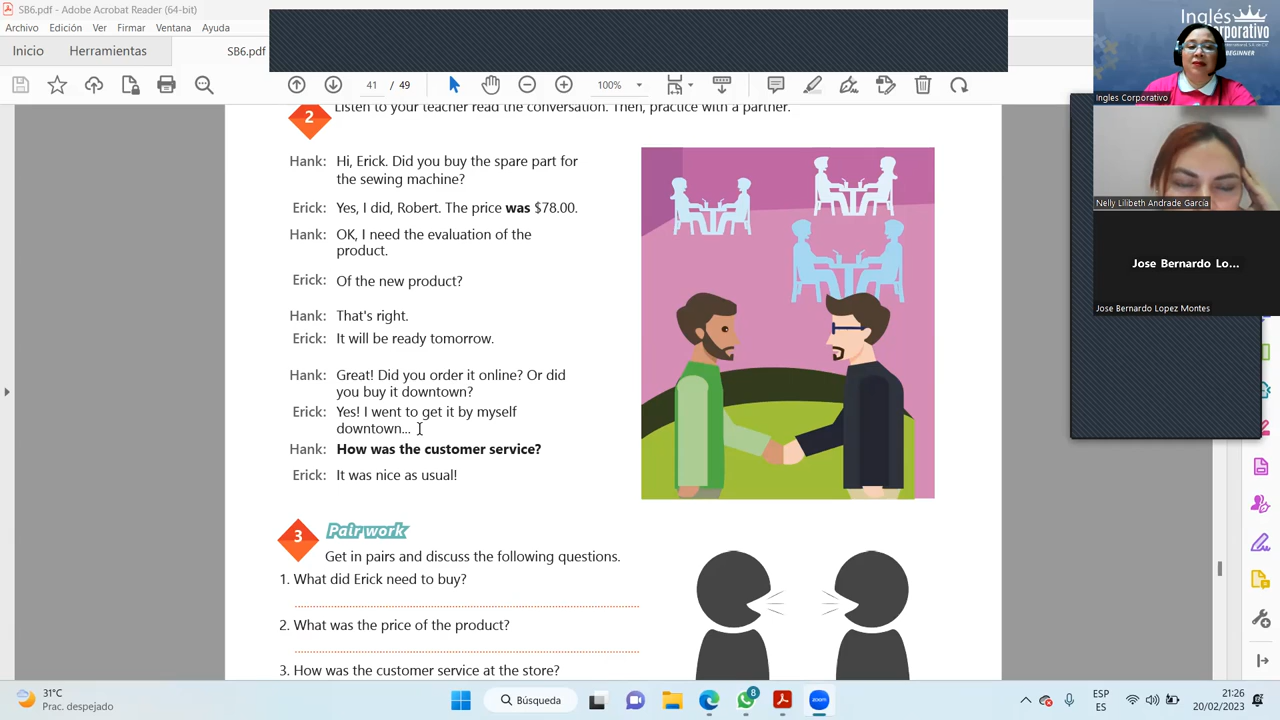 SB6.pdf - Adobe Acrobat Reader (64-bit)
Archivo Edición Ver Firmar Ventana Ayuda
Inicio Herramientas SB6.pdf
41 / 49 100%
Listen to your teacher read the conversation. Then, practice with a partner.
2
Hank: Hi, Erick. Did you buy the spare part for
the sewing machine?
Erick: Yes, I did, Robert. The price was $78.00.
Hank: OK, I need the evaluation of the
product.
Erick: Of the new product?
Hank: That's right.
Erick: It will be ready tomorrow.
Hank: Great! Did you order it online? Or did
you buy it downtown?
Erick: Yes! I went to get it by myself
downtown...
Hank: How was the customer service?
Erick: It was nice as usual!
3 Pair work
Get in pairs and discuss the following questions.
1. What did Erick need to buy?
2. What was the price of the product?
3. How was the customer service at the store?
Inglés
Corporativo
BEGINNER
Ingles Corporativo
Nelly Lilibeth Andrade García
Jose Bernardo Lo...
Jose Bernardo Lopez Montes
31°C
Prac. despejado
Búsqueda
8
zoom
ESP
ES
21:26
20/02/2023